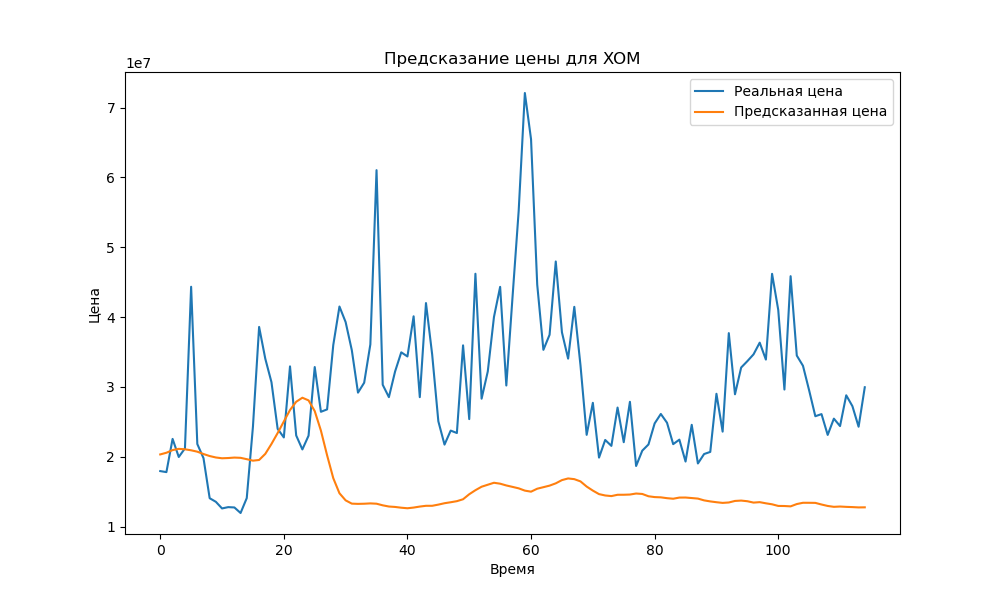 Предсказание цены для XOM
1e7
Реальная цена
Предсказанная цена
7
6
5
4
3
2
1
Цена
0 20 40 60 80 100
Время